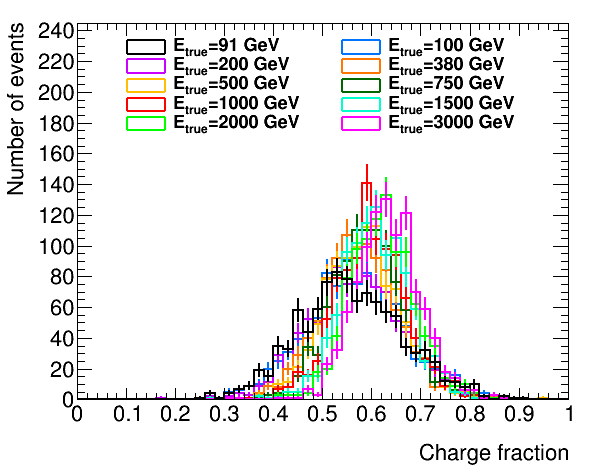 Number of events
240
220
200
180
160
140
120
100
80
60
40
20
0
E_true=91 GeV
E_true=100 GeV
E_true=200 GeV
E_true=380 GeV
E_true=500 GeV
E_true=750 GeV
E_true=1000 GeV
E_true=1500 GeV
E_true=2000 GeV
E_true=3000 GeV
0 0.1 0.2 0.3 0.4 0.5 0.6 0.7 0.8 0.9 1
Charge fraction